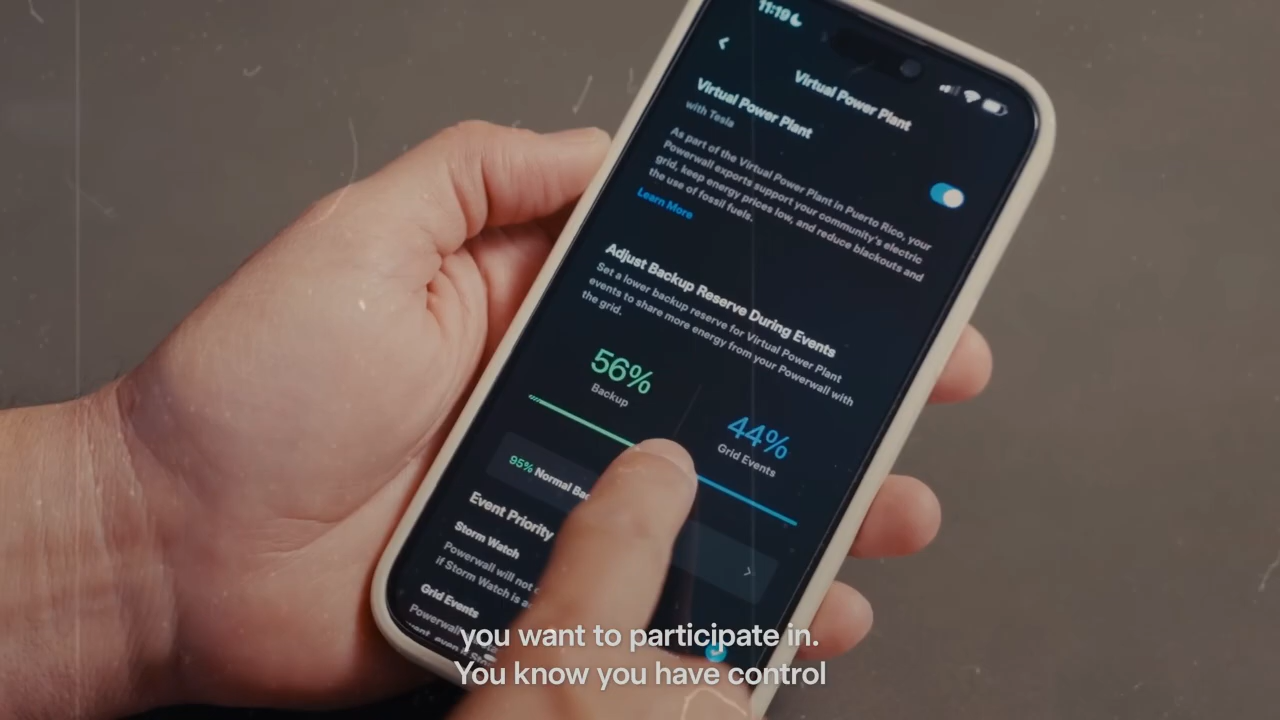 11:19
Virtual Power Plant
Virtual Power Plant
with Tesla
As part of the Virtual Power Plant in Puerto Rico, your
Powerwall exports support your community's electric
grid, keep energy prices low, and reduce blackouts and
the use of fossil fuels.
Learn More
Adjust Backup Reserve During Events
Set a lower backup reserve for Virtual Power Plant
events to share more energy from your Powerwall with
the grid.
56%
Backup
44%
Grid Events
95% Normal
Event Priority
Storm Watch
Powerwall will not
if Storm Watch is
Grid Events
Powerwall
you want to participate in.
You know you have control